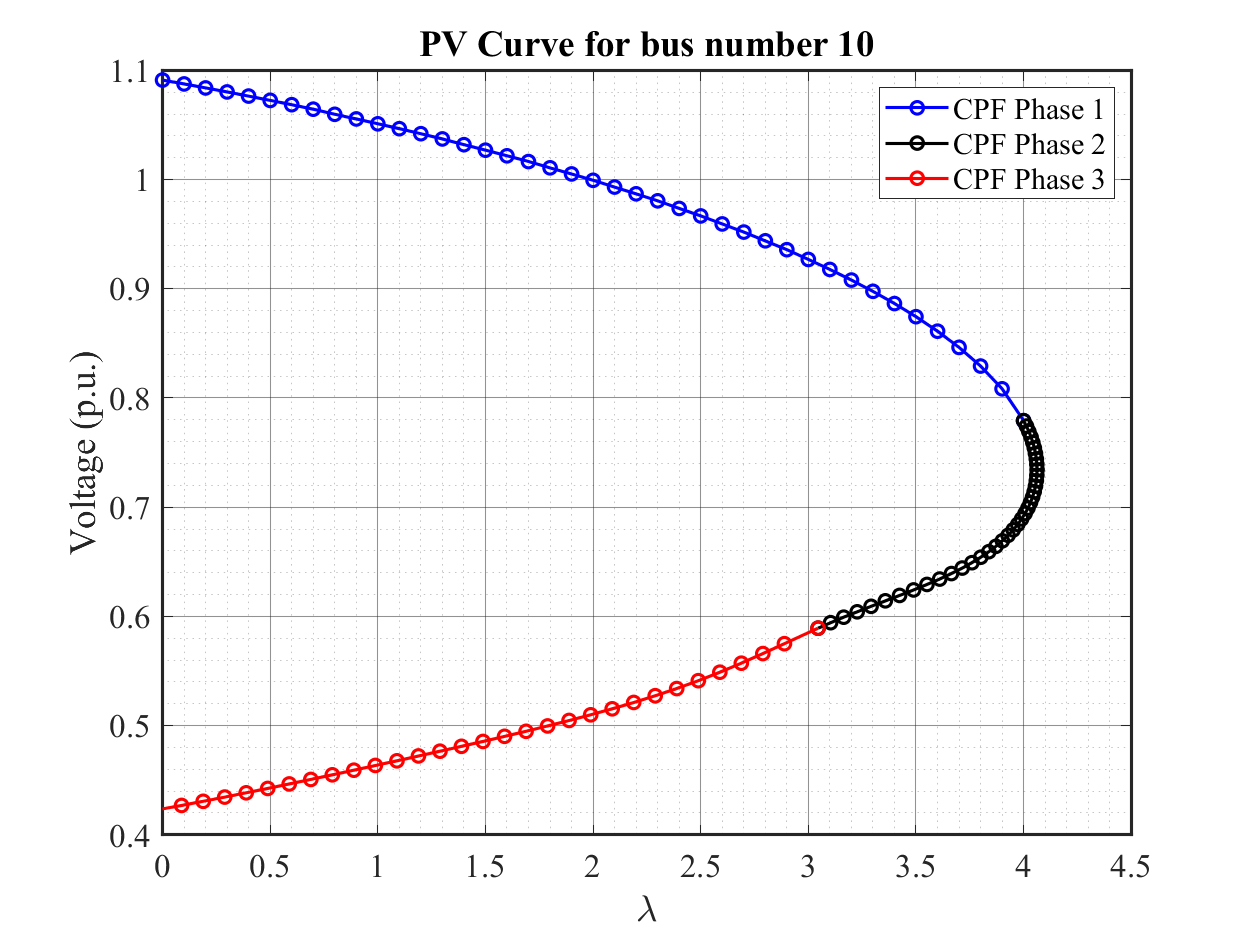 PV Curve for bus number 10
CPF Phase 1
CPF Phase 2
CPF Phase 3
Voltage (p.u.)
1.1
1
0.9
0.8
0.7
0.6
0.5
0.4
0 0.5 1 1.5 2 2.5 3 3.5 4 4.5
λ